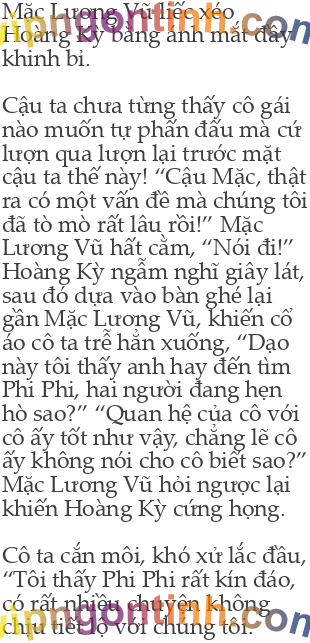 Mặc Lương Vũ liếc xéo
Hoàng Kỳ bằng ánh mắt đầy
khinh bỉ.
Cậu ta chưa từng thấy cô gái
nào muốn tự phấn đấu mà cứ
lượn qua lượn lại trước mặt
cậu ta thế này! “Cậu Mặc, thật
ra có một vấn đề mà chúng tôi
đã tò mò rất lâu rồi!” Mặc
Lương Vũ hất cằm, “Nói đi!”
Hoàng Kỳ ngẫm nghĩ giây lát,
sau đó dựa vào bàn ghé lại
gần Mặc Lương Vũ, khiến cổ
áo cô ta trễ hẳn xuống, “Dạo
này tôi thấy anh hay đến tìm
Phi Phi, hai người đang hẹn
hò sao?” “Quan hệ của cô với
cô ấy tốt như vậy, chẳng lẽ cô
ấy không nói cho cô biết sao?”
Mặc Lương Vũ hỏi ngược lại
khiến Hoàng Kỳ cứng họng.
Cô ta cắn môi, khó xử lắc đầu,
“Tôi thấy Phi Phi rất kín đáo,
có rất nhiều chuyện không
chịu tiết lộ với chúng tôi.
vipngontinh.com
vipngontinh.com